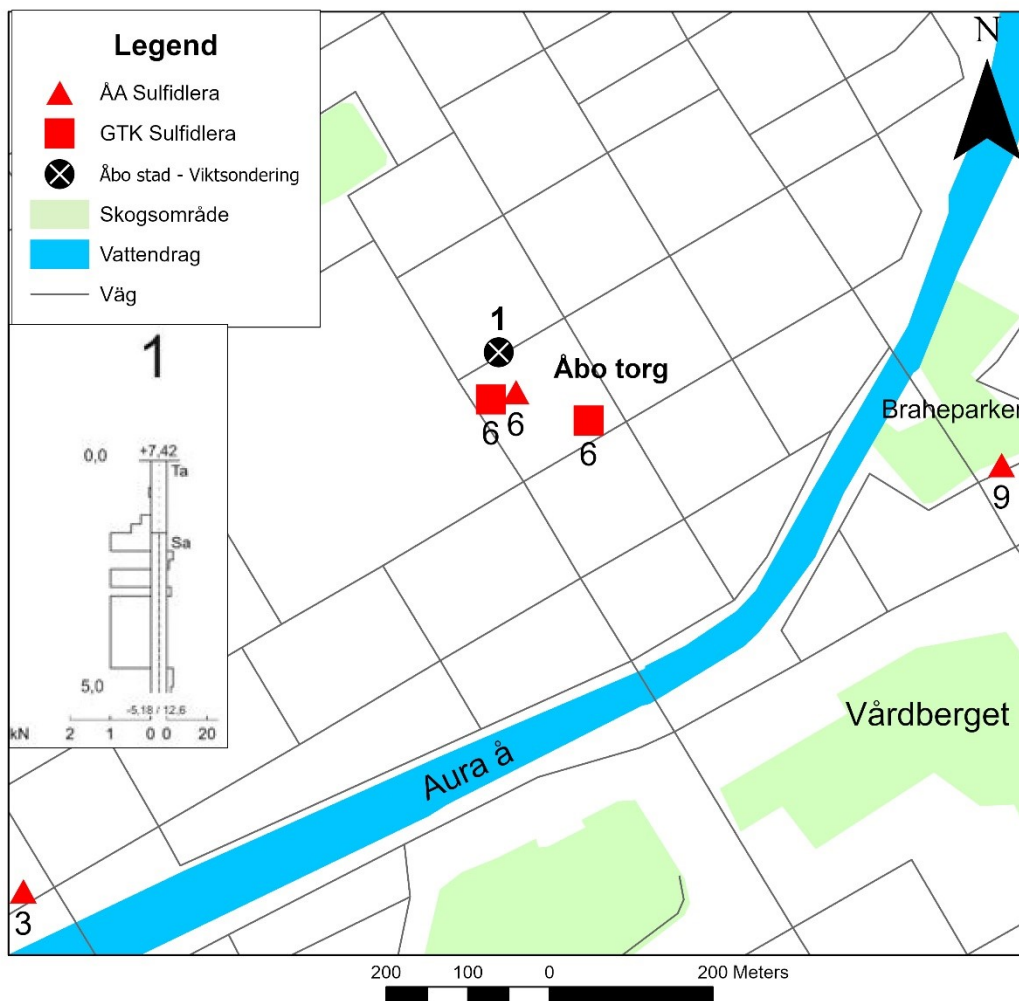 Legend
ÅA Sulfidlera
GTK Sulfidlera
Åbo stad - Viktsondering
Skogsområde
Vattendrag
Väg
N
1
0,0
+7,42
Ta
Sa
5,0
-5,18 / 12,6
kN 2 1 0 0 20
1
Åbo torg
6 6
6
Braheparken
9
Vårdberget
Aura å
3
200 100 0 200 Meters